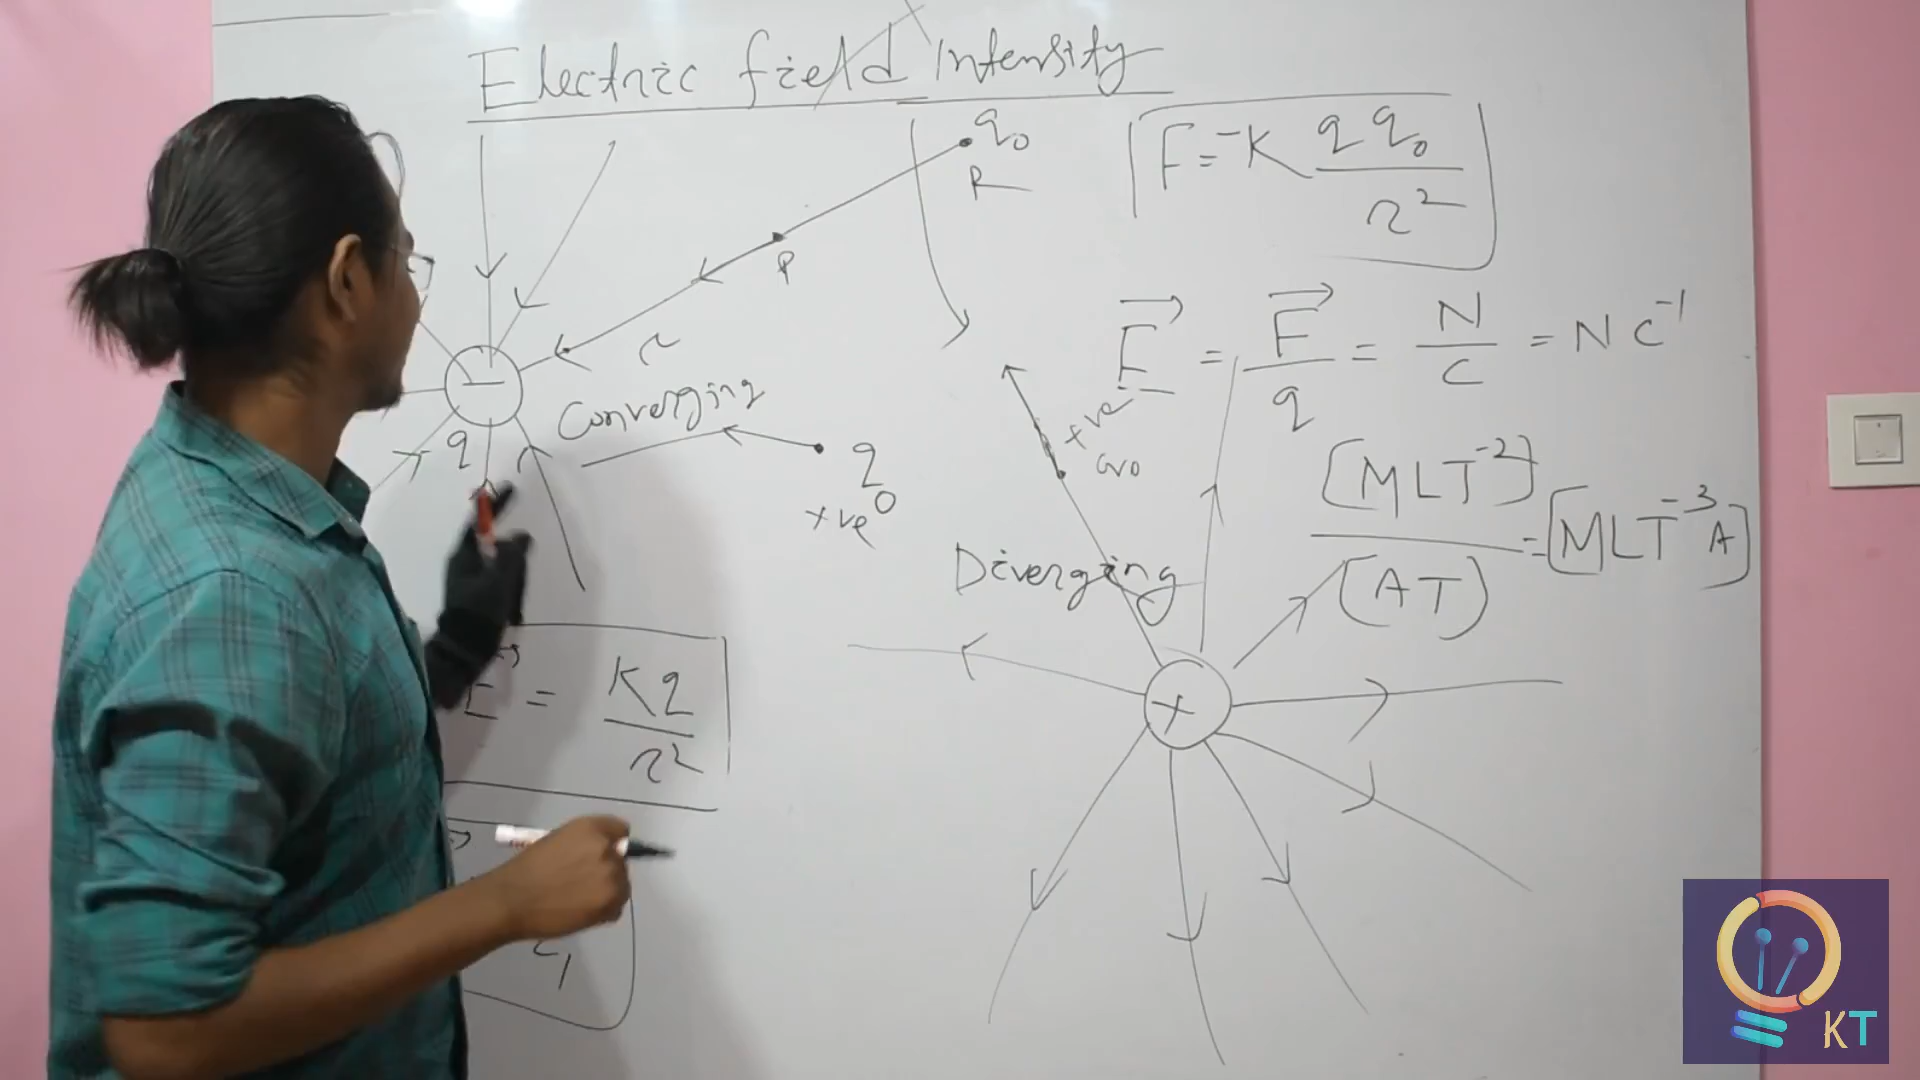 Electric field Intensity
q₀
R
F = -K q q₀ / r²
P
E = F / q = N / C = N C⁻¹
r
Converging
q
q₀
+ve
+ve
[MLT⁻²] / (AT) = [MLT⁻³A]
Diverging
E = Kq / r²
KT